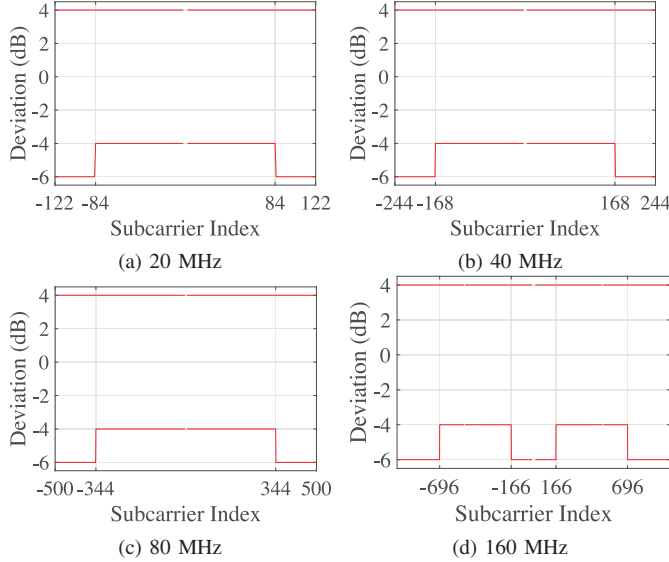 4
2
0
-2
-4
-6
Deviation (dB)
-122 -84 84 122
Subcarrier Index
(a) 20 MHz
4
2
0
-2
-4
-6
Deviation (dB)
-244 -168 168 244
Subcarrier Index
(b) 40 MHz
4
2
0
-2
-4
-6
Deviation (dB)
-500 -344 344 500
Subcarrier Index
(c) 80 MHz
4
2
0
-2
-4
-6
Deviation (dB)
-696 -166 166 696
Subcarrier Index
(d) 160 MHz